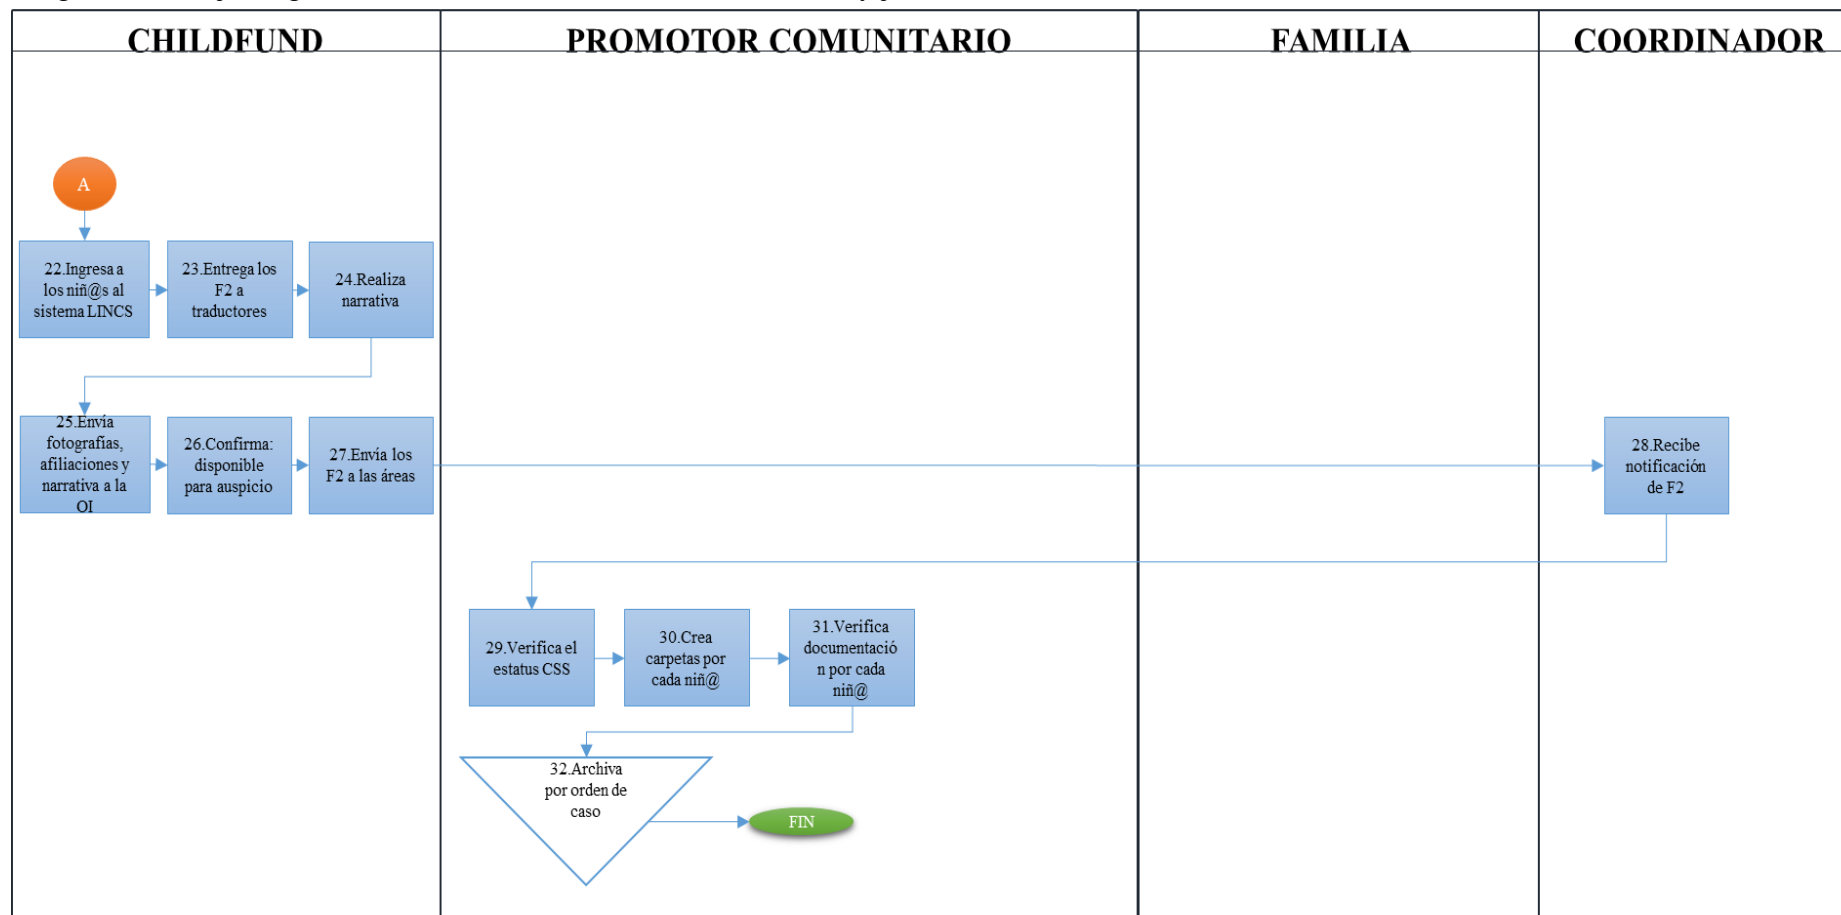 CHILDFUND
PROMOTOR COMUNITARIO
FAMILIA
COORDINADOR
A
22.Ingresa a
los niñ@s al
sistema LINCS
23.Entrega los
F2 a
traductores
24.Realiza
narrativa
25.Envía
fotografías,
afiliaciones y
narrativa a la
OI
26.Confirma:
disponible
para auspicio
27.Envía los
F2 a las áreas
28.Recibe
notificación
de F2
29.Verifica el
estatus CSS
30.Crea
carpetas por
cada niñ@
31.Verifica
documentació
n por cada
niñ@
32.Archiva
por orden de
caso
FIN